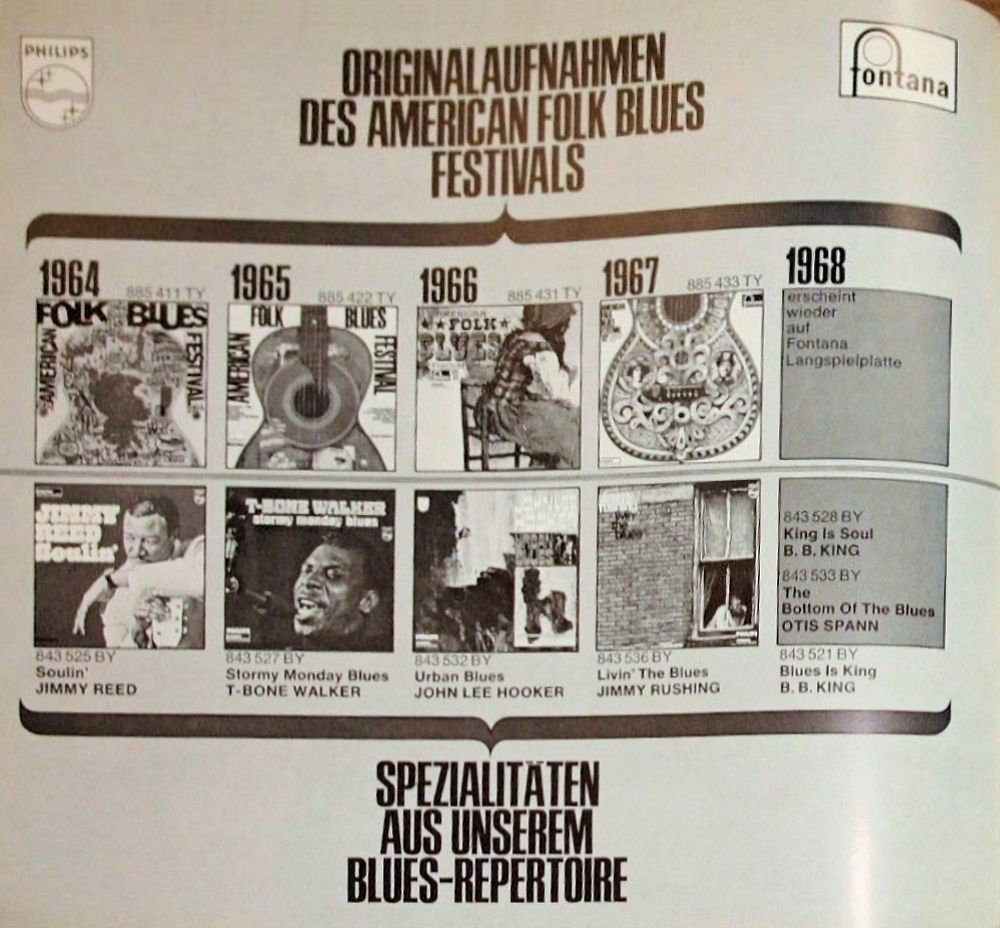 PHILIPS
fontana
ORIGINALAUFNAHMEN
DES AMERICAN FOLK BLUES
FESTIVALS
1964
885 411 TY
FOLK BLUES
AMERICAN
FESTIVAL
1965
885 422 TY
FOLK BLUES
AMERICAN
FESTIVAL
1966
885 431 TY
AMERICAN
FOLK
BLUES
1967
885 433 TY
1968
erscheint
wieder
auf
Fontana
Langspielplatte
JIMMY
REED
Soulin'
843 525 BY
Soulin'
JIMMY REED
T-BONE WALKER
stormy monday blues
843 527 BY
Stormy Monday Blues
T-BONE WALKER
843 532 BY
Urban Blues
JOHN LEE HOOKER
843 536 BY
Livin' The Blues
JIMMY RUSHING
843 528 BY
King Is Soul
B. B. KING
843 533 BY
The
Bottom Of The Blues
OTIS SPANN
843 521 BY
Blues Is King
B. B. KING
SPEZIALITÄTEN
AUS UNSEREM
BLUES-REPERTOIRE